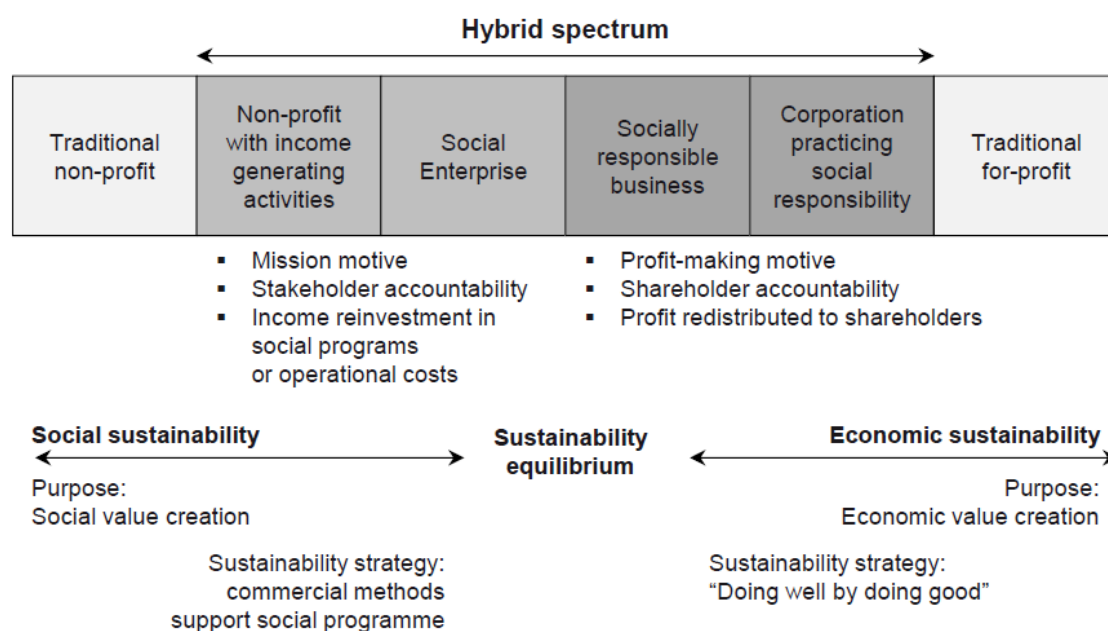 Hybrid spectrum
Traditional
non-profit
Non-profit
with income
generating
activities
Social
Enterprise
Socially
responsible
business
Corporation
practicing
social
responsibility
Traditional
for-profit
▪ Mission motive
▪ Stakeholder accountability
▪ Income reinvestment in
social programs
or operational costs
▪ Profit-making motive
▪ Shareholder accountability
▪ Profit redistributed to shareholders
Social sustainability
Sustainability
equilibrium
Economic sustainability
Purpose:
Social value creation
Purpose:
Economic value creation
Sustainability strategy:
commercial methods
support social programme
Sustainability strategy:
“Doing well by doing good”